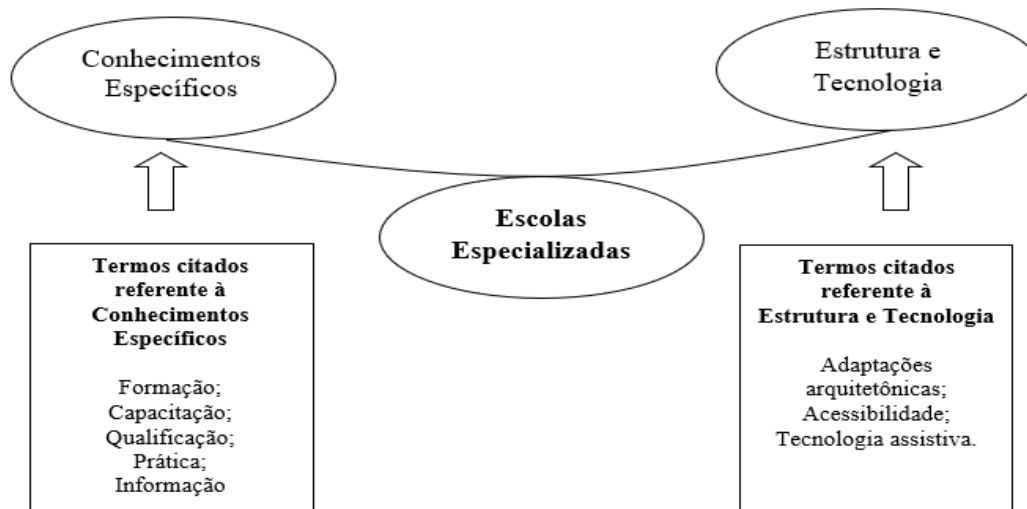 Conhecimentos
Específicos
Estrutura e
Tecnologia
Escolas
Especializadas
Termos citados
referente à
Conhecimentos
Específicos
Formação;
Capacitação;
Qualificação;
Prática;
Informação
Termos citados
referente à
Estrutura e Tecnologia
Adaptações
arquitetônicas;
Acessibilidade;
Tecnologia assistiva.